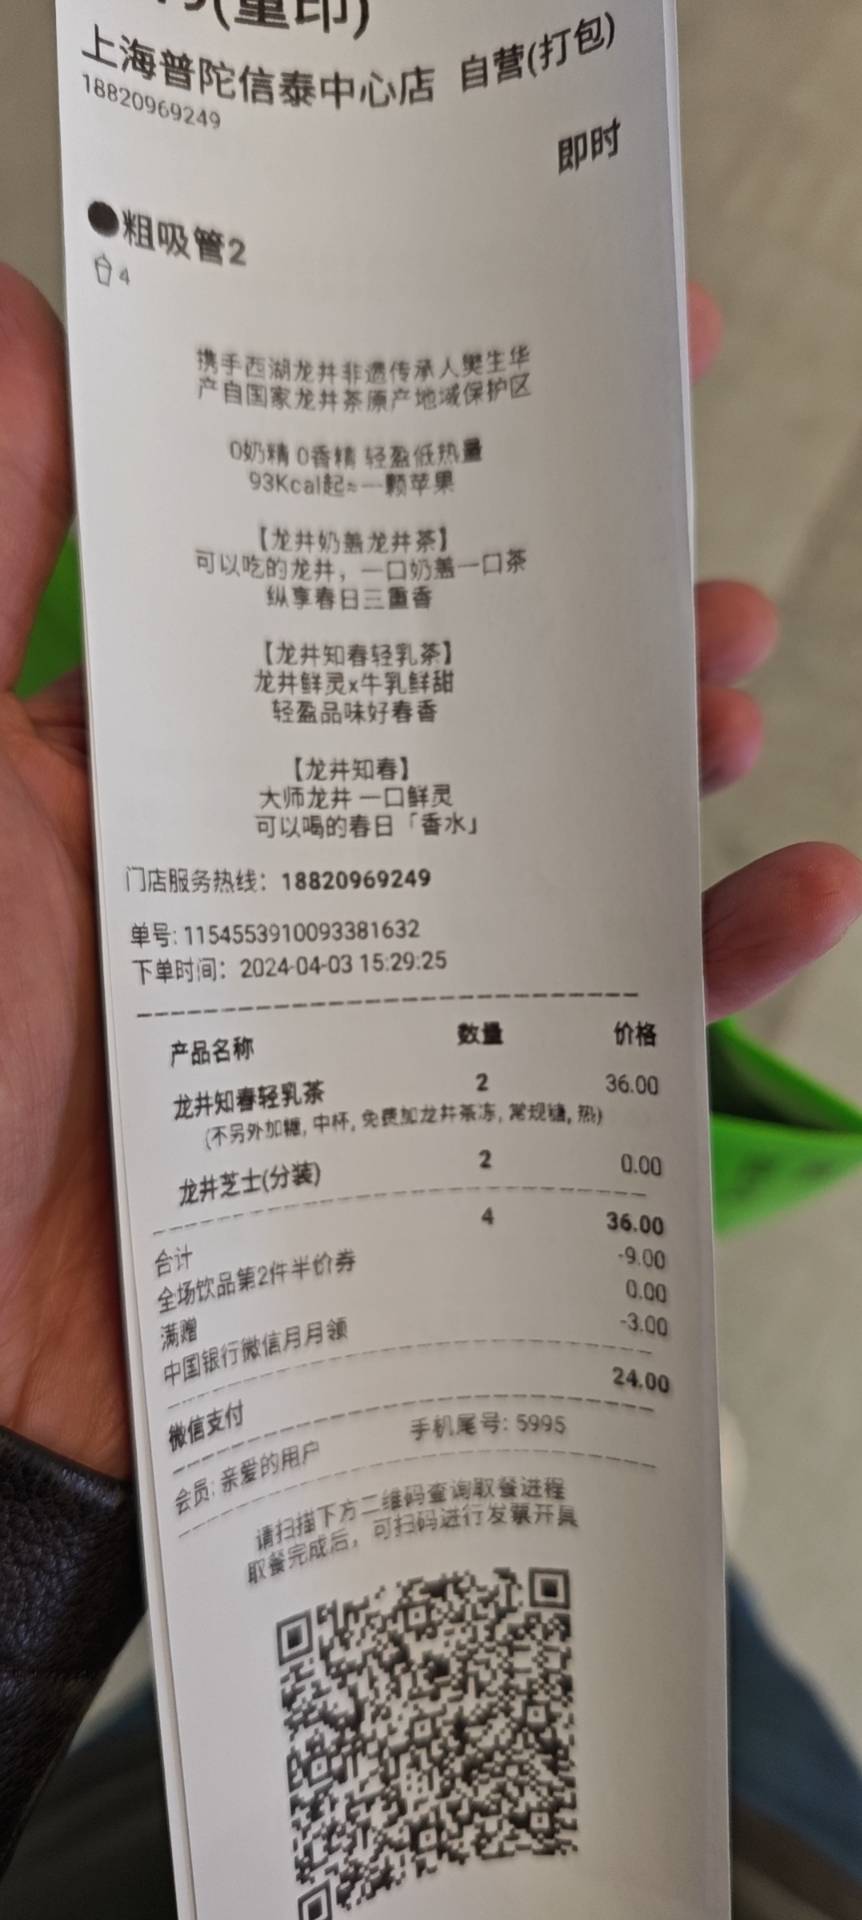 (重印)
上海普陀信泰中心店 自营(打包)
18820969249
即时
●粗吸管2
4
携手西湖龙井非遗传承人樊生华
产自国家龙井茶原产地域保护区
0奶精 0香精 轻盈低热量
93Kcal起≈一颗苹果
【龙井奶盖龙井茶】
可以吃的龙井，一口奶盖一口茶
纵享春日三重香
【龙井知春轻乳茶】
龙井鲜灵x牛乳鲜甜
轻盈品味好春香
【龙井知春】
大师龙井 一口鲜灵
可以喝的春日「香水」
门店服务热线：18820969249
单号: 1154553910093381632
下单时间：2024-04-03 15:29:25
产品名称 数量 价格
龙井知春轻乳茶 2 36.00
(不另外加糖, 中杯, 免费加龙井茶冻, 常规糖, 热)
龙井芝士(分装) 2 0.00
合计 4 36.00
全场饮品第2件半价券 -9.00
满赠 0.00
中国银行微信月月领 -3.00
微信支付 24.00
会员: 亲爱的用户 手机尾号: 5995
请扫描下方二维码查询取餐进程
取餐完成后，可扫码进行发票开具